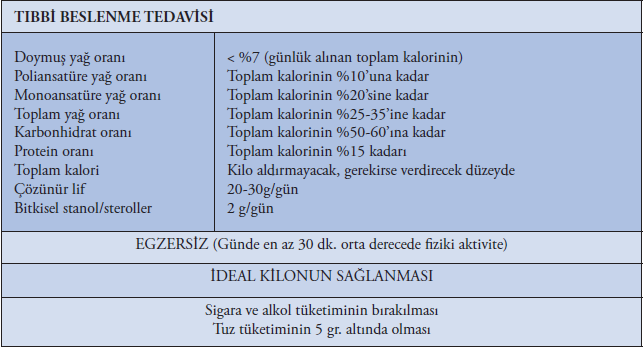 TIBBİ BESLENME TEDAVİSİ
Doymuş yağ oranı < %7 (günlük alınan toplam kalorinin)
Poliansatüre yağ oranı Toplam kalorinin %10’una kadar
Monoansatüre yağ oranı Toplam kalorinin %20’sine kadar
Toplam yağ oranı Toplam kalorinin %25-35’ine kadar
Karbonhidrat oranı Toplam kalorinin %50-60’ına kadar
Protein oranı Toplam kalorinin %15 kadarı
Toplam kalori Kilo aldırmayacak, gerekirse verdirecek düzeyde
Çözünür lif 20-30g/gün
Bitkisel stanol/steroller 2 g/gün
EGZERSİZ (Günde en az 30 dk. orta derecede fiziki aktivite)
İDEAL KİLONUN SAĞLANMASI
Sigara ve alkol tüketiminin bırakılması
Tuz tüketiminin 5 gr. altında olması